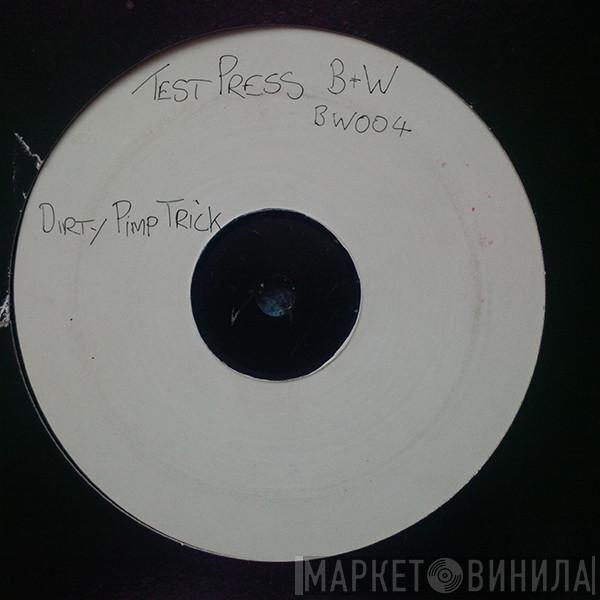 Test Press B+W
BW004
Dirty Pimp Trick
МАРКЕТ ВИНИЛА